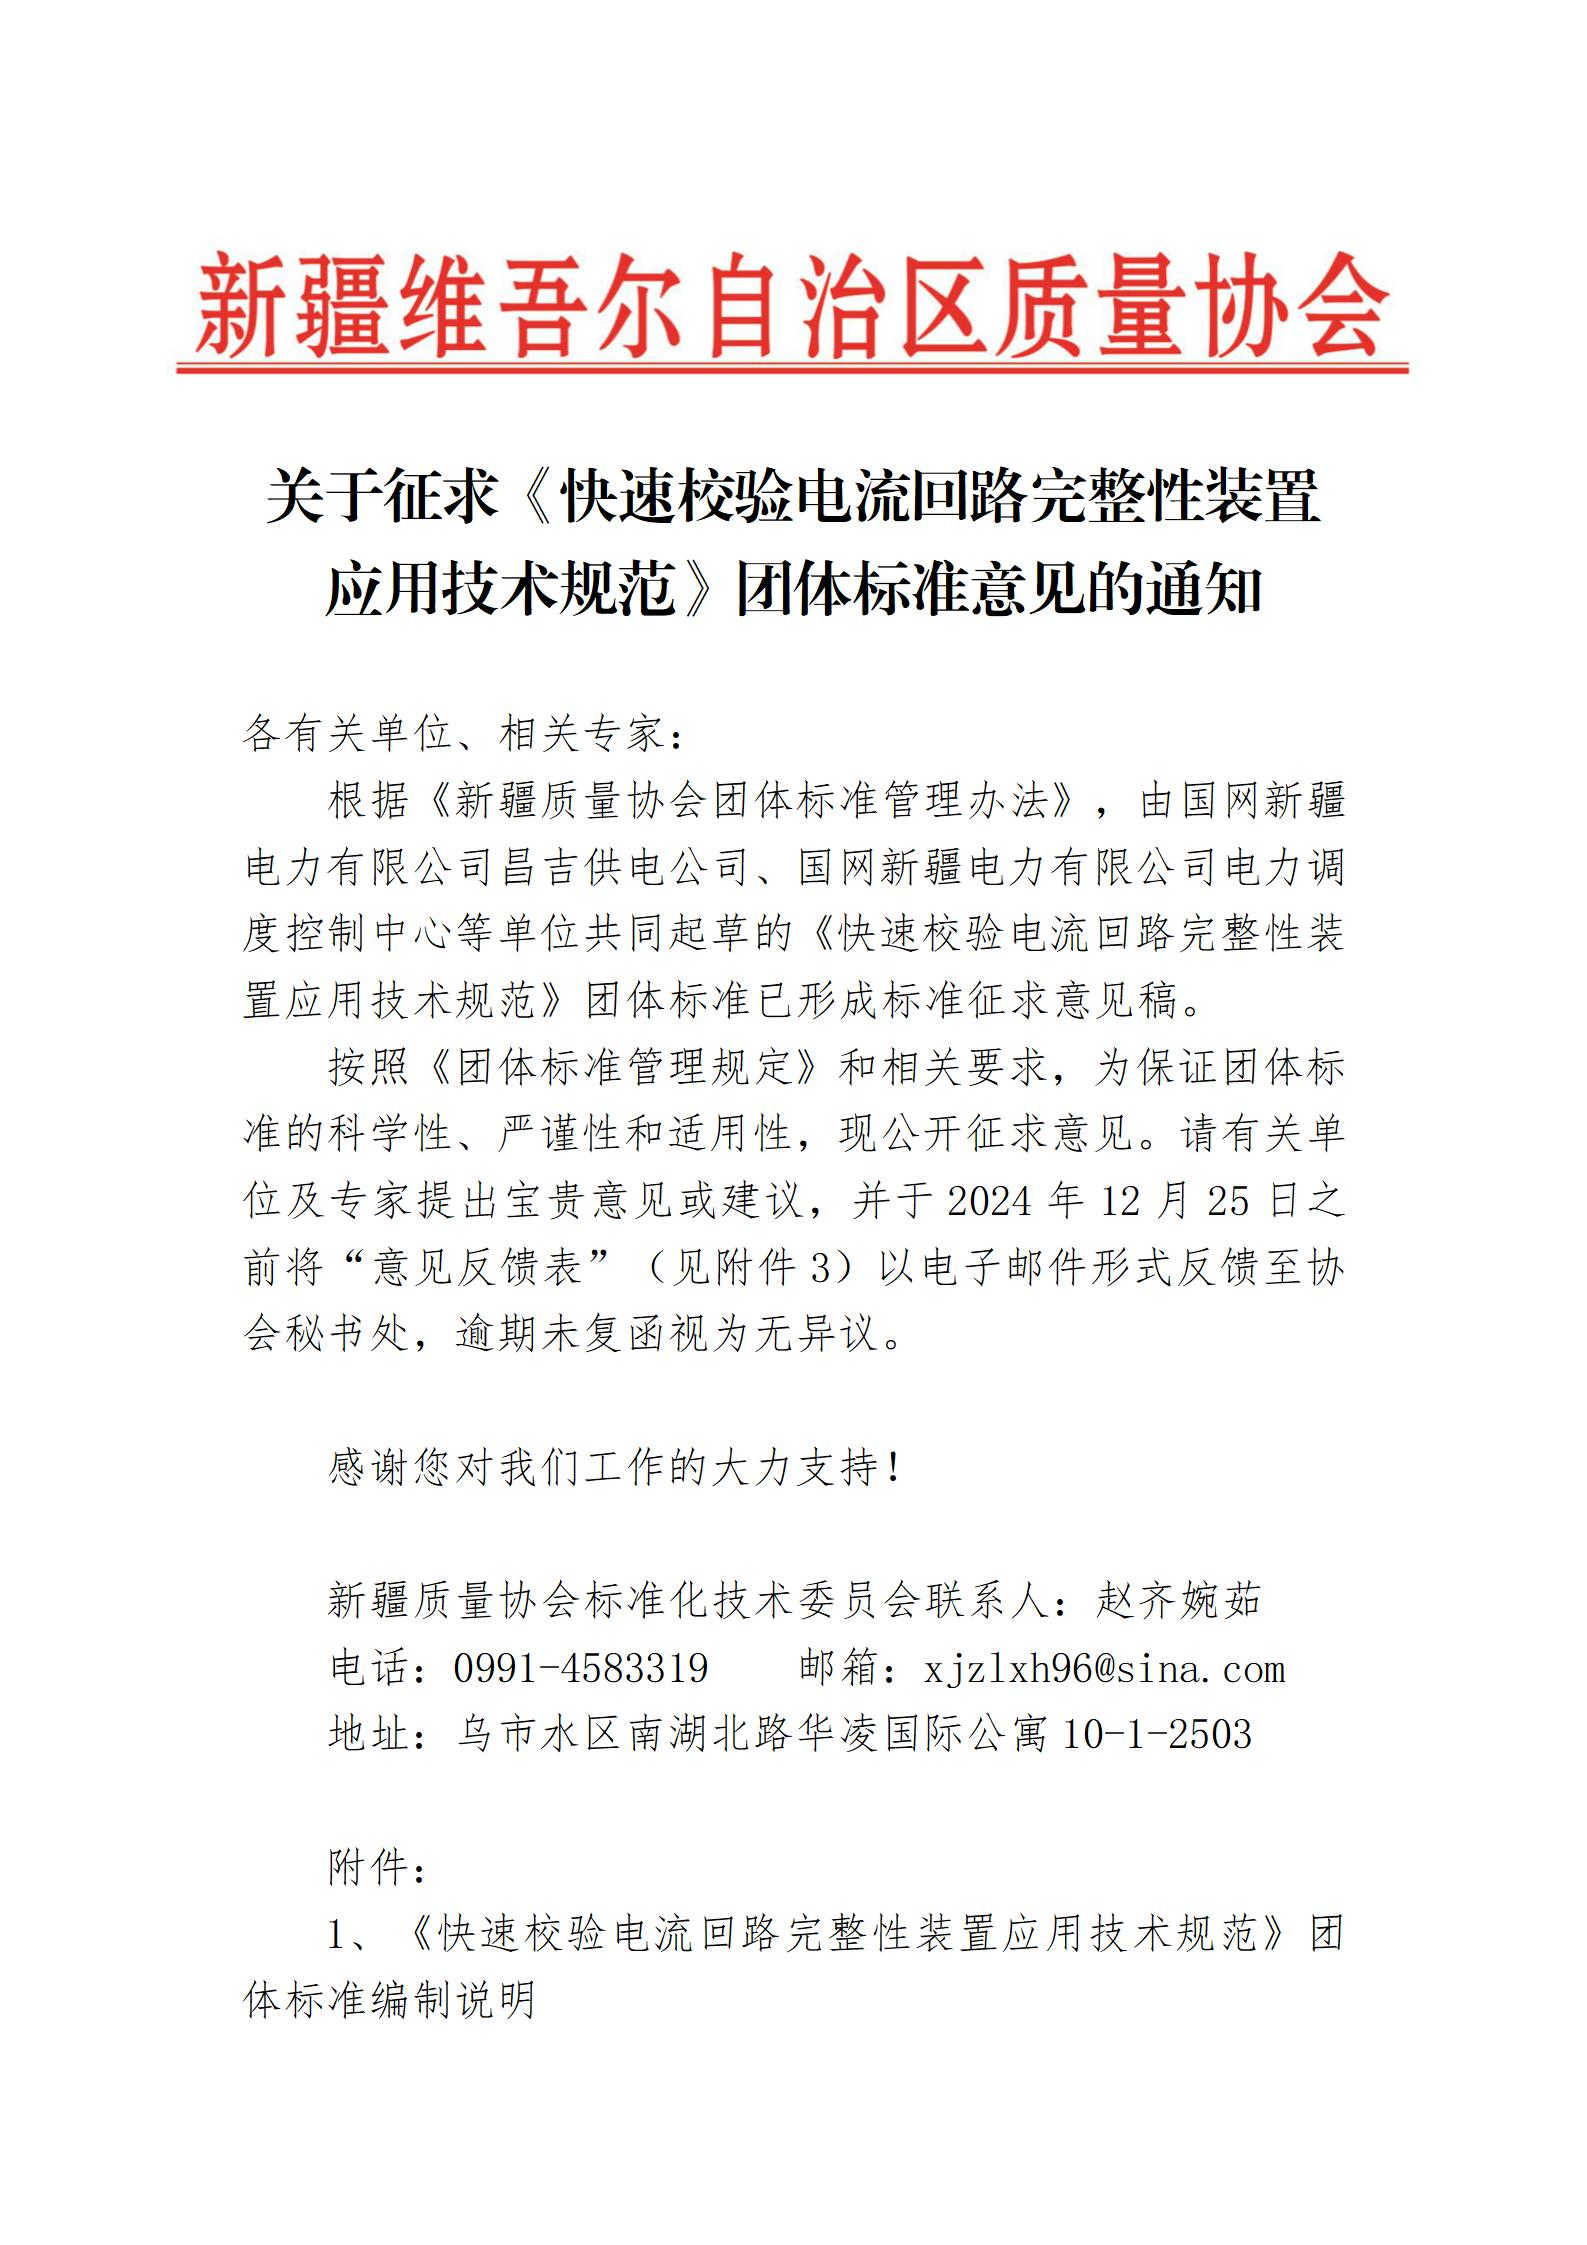 新疆维吾尔自治区质量协会
关于征求《快速校验电流回路完整性装置
应用技术规范》团体标准意见的通知
各有关单位、相关专家：
根据《新疆质量协会团体标准管理办法》，由国网新疆
电力有限公司昌吉供电公司、国网新疆电力有限公司电力调
度控制中心等单位共同起草的《快速校验电流回路完整性装
置应用技术规范》团体标准已形成标准征求意见稿。
按照《团体标准管理规定》和相关要求，为保证团体标
准的科学性、严谨性和适用性，现公开征求意见。请有关单
位及专家提出宝贵意见或建议，并于 2024 年 12 月 25 日之
前将“意见反馈表”（见附件 3）以电子邮件形式反馈至协
会秘书处，逾期未复函视为无异议。
感谢您对我们工作的大力支持！
新疆质量协会标准化技术委员会联系人：赵齐婉茹
电话：0991-4583319 邮箱：xjzlxh96@sina.com
地址：乌市水区南湖北路华凌国际公寓 10-1-2503
附件：
1、《快速校验电流回路完整性装置应用技术规范》团
体标准编制说明